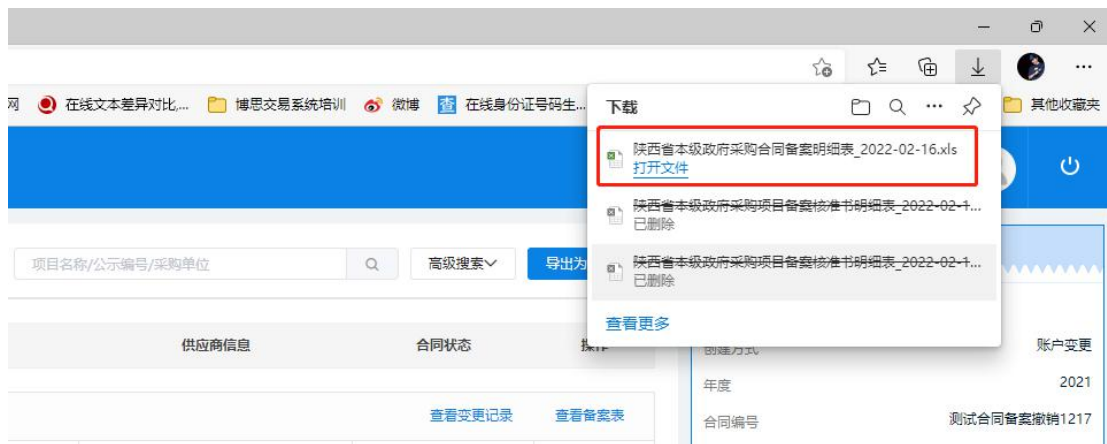 网 在线文本差异对比,... 博思交易系统培训 微博 查 在线身份证号码生... 其他收藏夹
下载
陕西省本级政府采购合同备案明细表_2022-02-16.xls
打开文件
陕西省本级政府采购项目备案核准书明细表_2022-02-1...
已删除
陕西省本级政府采购项目备案核准书明细表_2022-02-1...
已删除
查看更多
项目名称/公示编号/采购单位 高级搜索 导出为
供应商信息 合同状态 操作
创建方式 账户变更
年度 2021
查看变更记录 查看备案表
合同编号 测试合同备案撤销1217